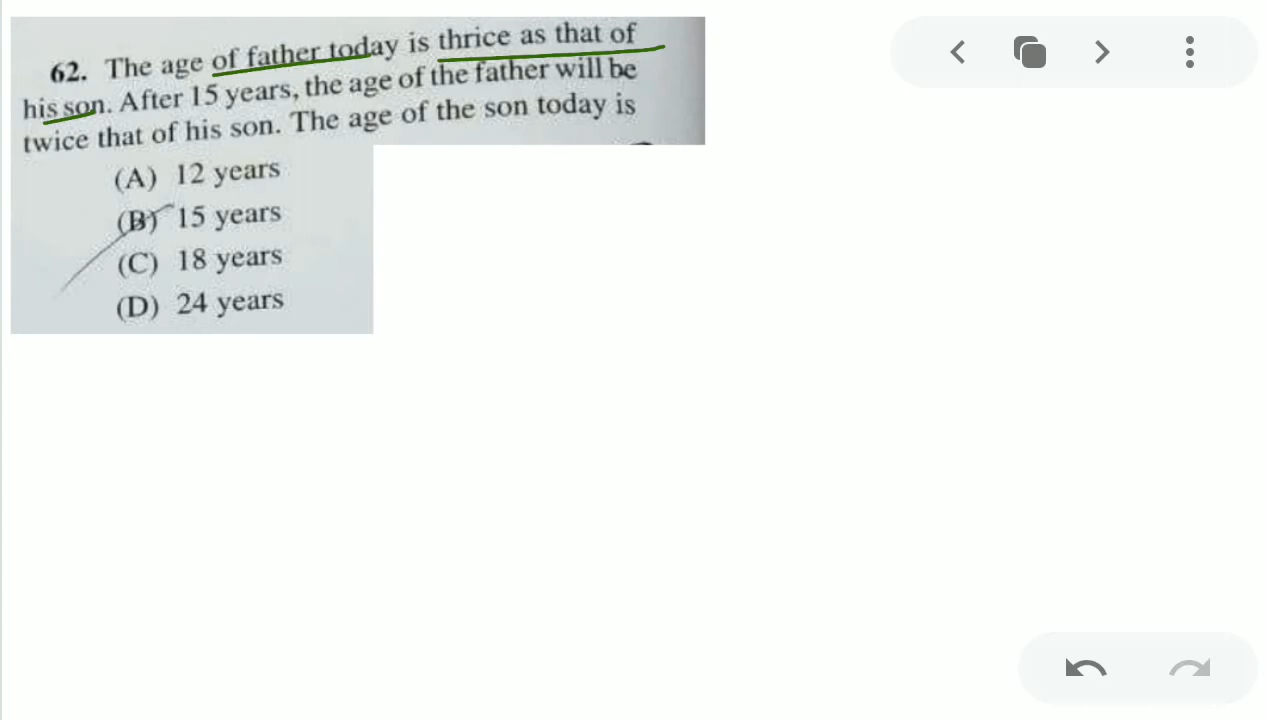 62. The age of father today is thrice as that of
his son. After 15 years, the age of the father will be
twice that of his son. The age of the son today is
(A) 12 years
(B) 15 years
(C) 18 years
(D) 24 years